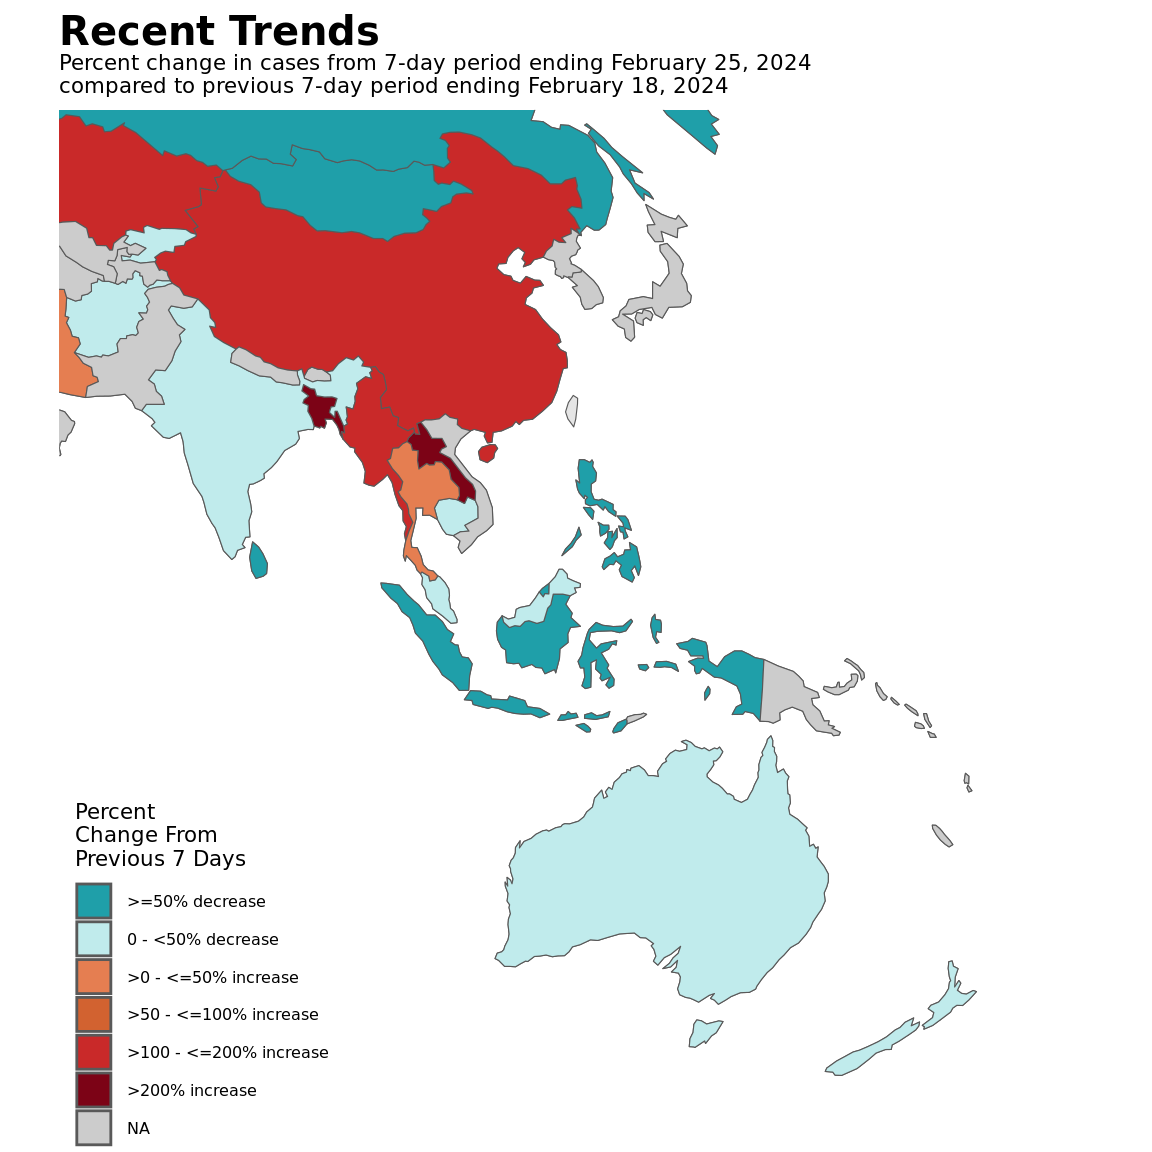 Recent Trends
Percent change in cases from 7-day period ending February 25, 2024
compared to previous 7-day period ending February 18, 2024
Percent
Change From
Previous 7 Days
>=50% decrease
0 - <50% decrease
>0 - <=50% increase
>50 - <=100% increase
>100 - <=200% increase
>200% increase
NA